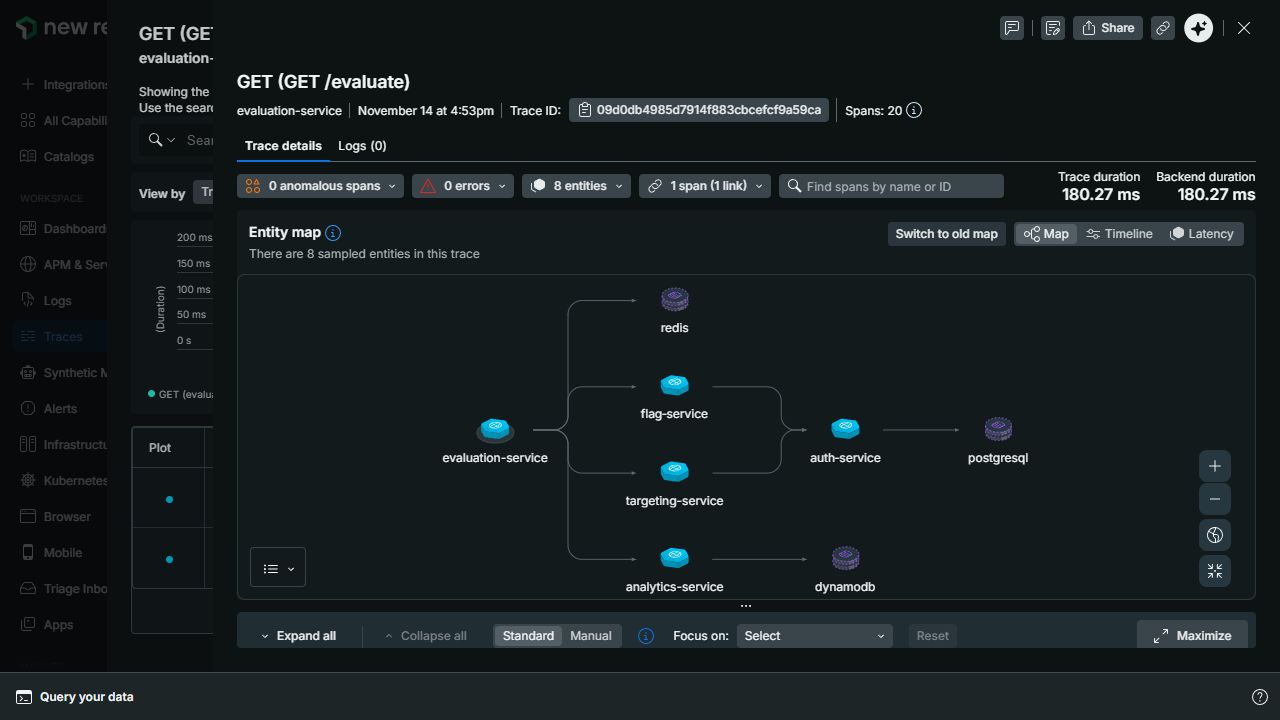 new re
GET (GET
evaluation-
Showing the
Use the sear
Sear
View by
Tr
200 ms
150 ms
100 ms
50 ms
0 s
(Duration)
GET (evalua
Plot
Integrations
All Capabili
Catalogs
WORKSPACE
Dashboard
APM & Serv
Logs
Traces
Synthetic M
Alerts
Infrastructu
Kubernetes
Browser
Mobile
Triage Inbo
Apps
Share
GET (GET /evaluate)
evaluation-service
November 14 at 4:53pm
Trace ID:
09d0db4985d7914f883cbcefcf9a59ca
Spans: 20
Trace details
Logs (0)
0 anomalous spans
0 errors
8 entities
1 span (1 link)
Find spans by name or ID
Trace duration
180.27 ms
Backend duration
180.27 ms
Entity map
There are 8 sampled entities in this trace
Switch to old map
Map
Timeline
Latency
redis
flag-service
evaluation-service
auth-service
postgresql
targeting-service
analytics-service
dynamodb
Expand all
Collapse all
Standard
Manual
Focus on:
Select
Reset
Maximize
Query your data